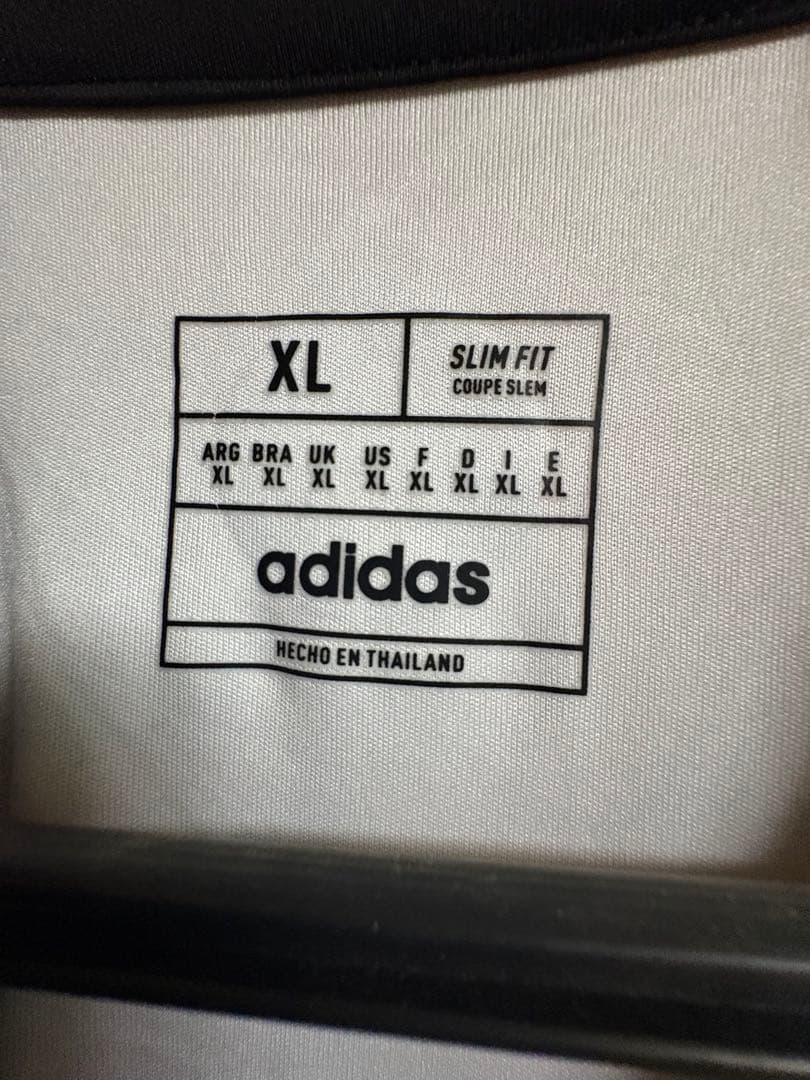 XL
SLIM FIT
COUPE SLEM
ARG BRA UK US F D I E
XL XL XL XL XL XL XL XL
adidas
HECHO EN THAILAND